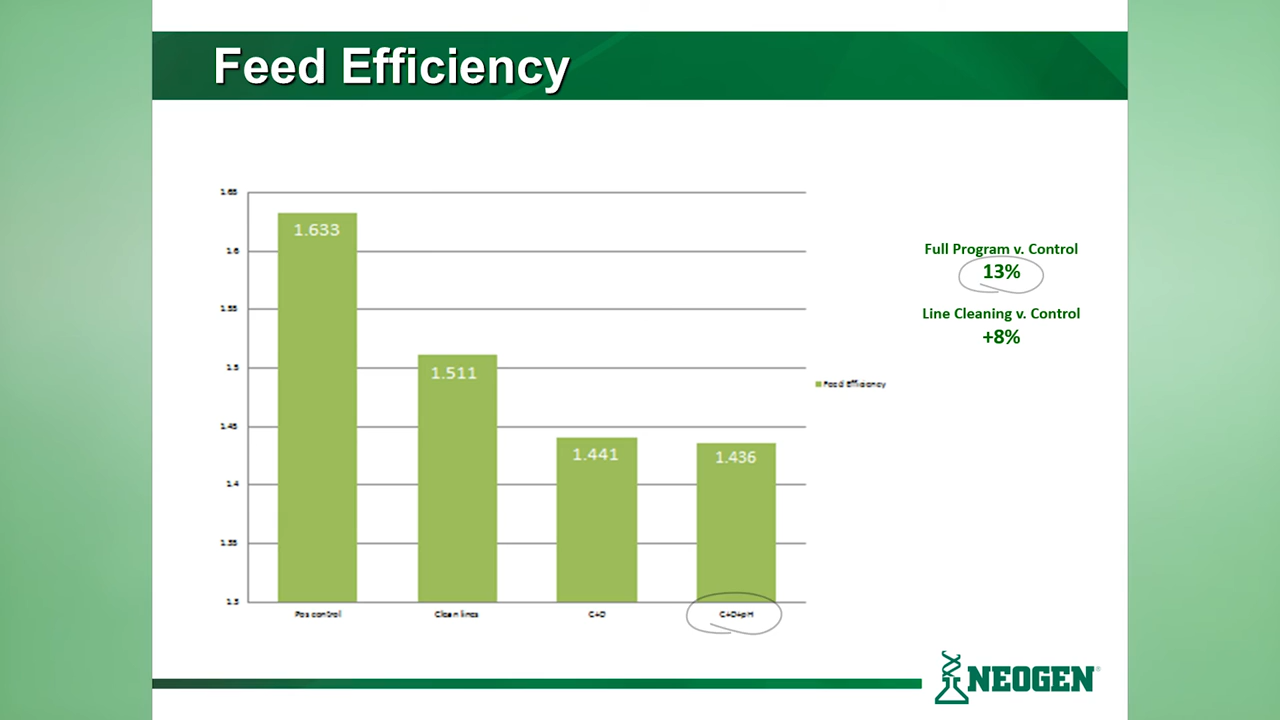 Feed Efficiency
1.65
1.6
1.55
1.5
1.45
1.4
1.35
1.3
1.633
1.511
1.441
1.436
Pos control
Clean lines
C+D
C+D+pH
Feed Efficiency
Full Program v. Control
13%
Line Cleaning v. Control
+8%
NEOGEN®